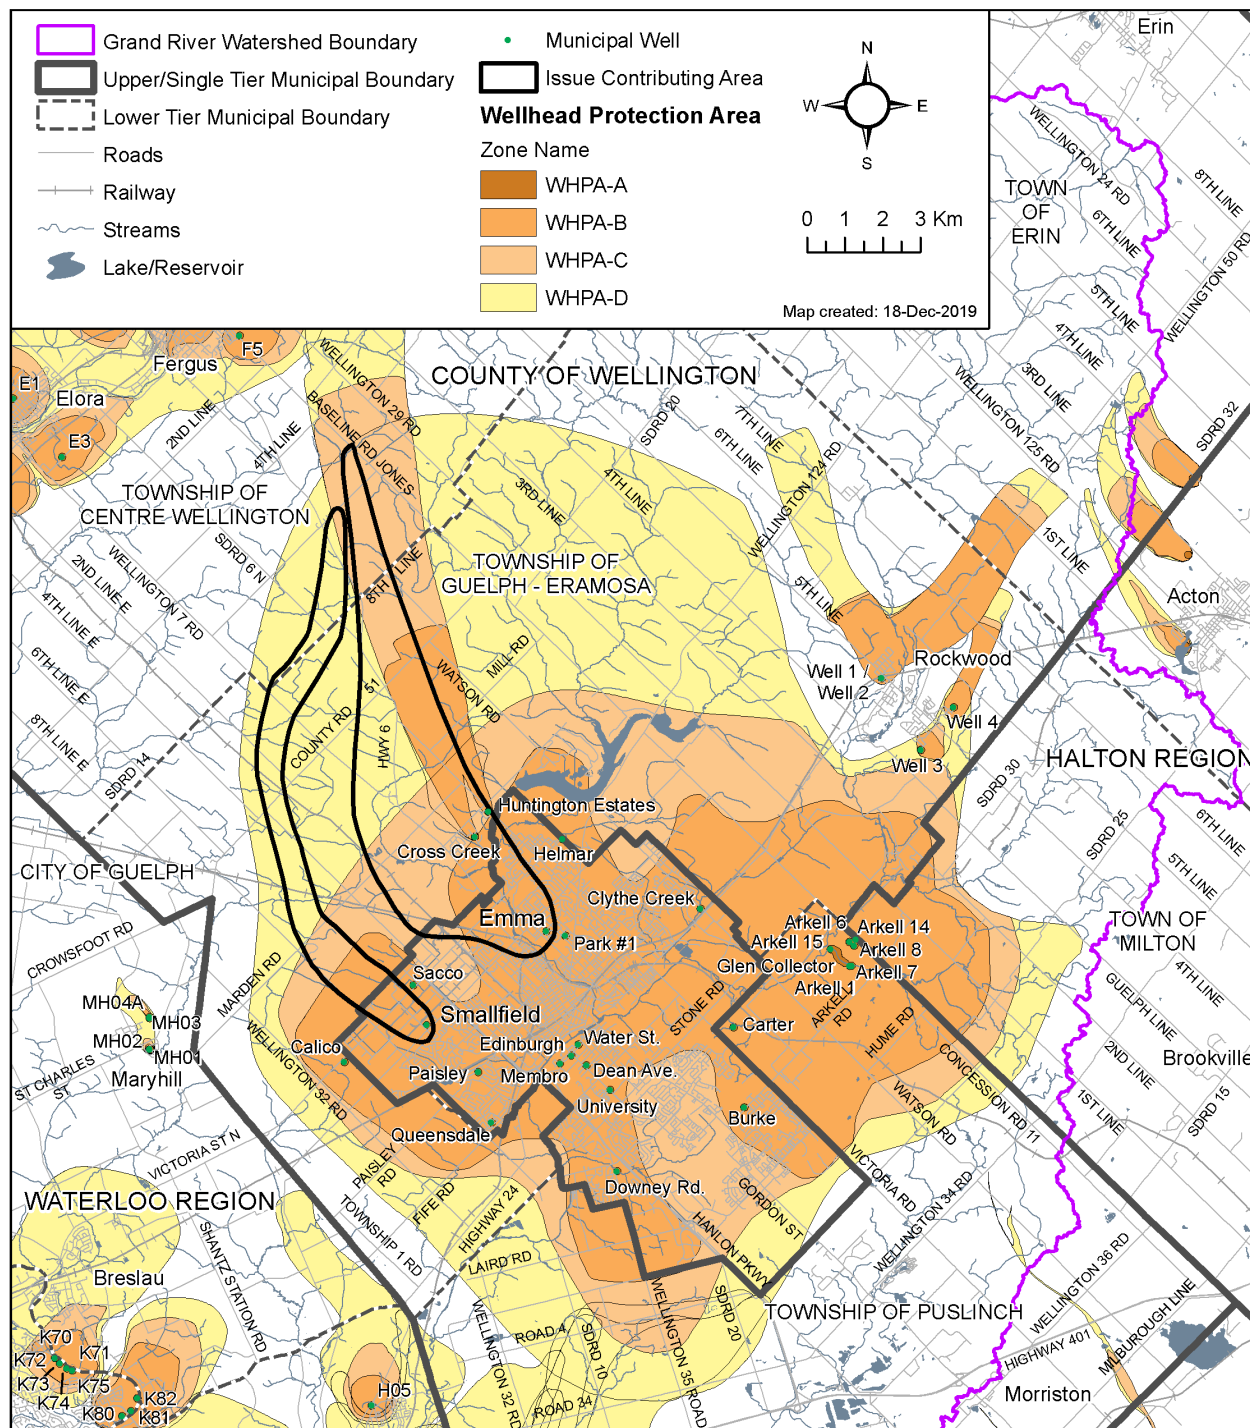 Grand River Watershed Boundary
Upper/Single Tier Municipal Boundary
Lower Tier Municipal Boundary
Roads
Railway
Streams
Lake/Reservoir
Municipal Well
Issue Contributing Area
Wellhead Protection Area
Zone Name
WHPA-A
WHPA-B
WHPA-C
WHPA-D
N
W
E
S
0 1 2 3 Km
Map created: 18-Dec-2019
Erin
WELLINGTON 24 RD
8TH LINE
TOWN
OF
ERIN
6TH LINE
WELLINGTON 50 RD
5TH LINE
4TH LINE
3RD LINE
SDRD 32
WELLINGTON 125 RD
1ST LINE
Acton
F5
Fergus
E1
Elora
E3
2ND LINE
4TH LINE
WELLINGTON 29 RD
BASELINE RD JONES
COUNTY OF WELLINGTON
SDRD 20
7TH LINE
6TH LINE
WELLINGTON 124 RD
3RD LINE
4TH LINE
5TH LINE
TOWNSHIP OF
CENTRE WELLINGTON
SDRD 6 N
WELLINGTON 7 RD
2ND LINE E
4TH LINE E
6TH LINE E
8TH LINE E
SDRD 14
8TH LINE
TOWNSHIP OF
GUELPH - ERAMOSA
MILL RD
WATSON RD
COUNTY RD
51
HWY 6
Well 1 /
Well 2
Rockwood
Well 4
Well 3
HALTON REGION
SDRD 30
SDRD 25
6TH LINE
5TH LINE
TOWN OF
MILTON
4TH LINE
GUELPH LINE
2ND LINE
Brookville
1ST LINE
SDRD 15
Huntington Estates
Cross Creek
Helmar
Clythe Creek
Emma
Park #1
Arkell 6
Arkell 14
Arkell 15
Arkell 8
Glen Collector
Arkell 7
Arkell 1
ARKELL
RD
STONE RD
HUME RD
Carter
CITY OF GUELPH
CROWSFOOT RD
MARDEN RD
Sacco
Smallfield
MH04A
MH03
MH02
MH01
Maryhill
ST CHARLES
ST
WELLINGTON 32 RD
Calico
Edinburgh
Water St.
Paisley
Membro
Dean Ave.
University
Queensdale
Burke
CONCESSION RD 11
WATSON RD
Downey Rd.
VICTORIA ST N
PAISLEY
RD
FIFE RD
HIGHWAY 24
TOWNSHIP 1 RD
LAIRD RD
GORDON ST
HANLON PKWY
VICTORIA RD
WELLINGTON 34 RD
WELLINGTON 36 RD
MILBOROUGH LINE
WATERLOO REGION
SHANTZ STATION RD
Breslau
K70
K71
K72
K73
K74
K75
K82
K81
K80
H05
WELLINGTON 32 RD
ROAD 4
SDRD 10
ROAD 34
WELLINGTON 35 ROAD
SDRD 20
TOWNSHIP OF PUSLINCH
HIGHWAY 401
Morriston